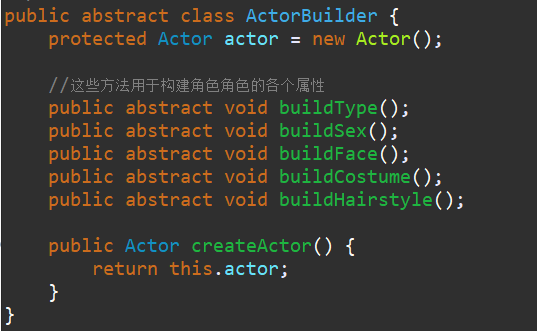 public abstract class ActorBuilder {
    protected Actor actor = new Actor();
    //这些方法用于构建角色角色的各个属性
    public abstract void buildType();
    public abstract void buildSex();
    public abstract void buildFace();
    public abstract void buildCostume();
    public abstract void buildHairstyle();
    public Actor createActor() {
        return this.actor;
    }
}